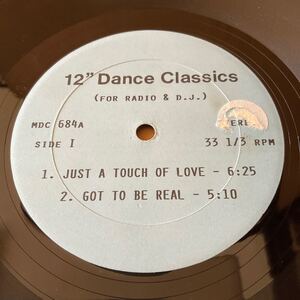 12" Dance Classics
(FOR RADIO & D.J.)
MDC 684A
SIDE I 33 1/3 RPM
1. JUST A TOUCH OF LOVE - 6:25
2. GOT TO BE REAL - 5:10